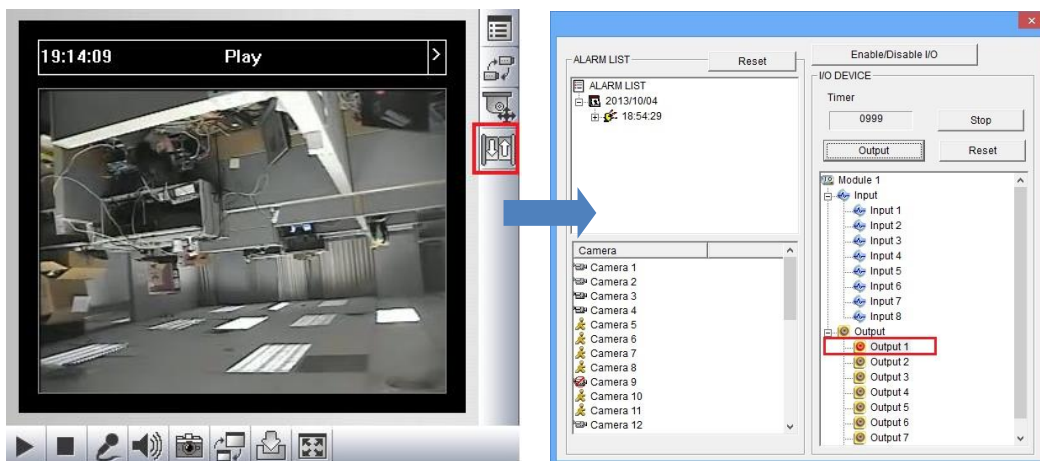 19:14:09 Play >
ALARM LIST
Reset
ALARM LIST
2013/10/04
18:54:29
Camera
Camera 1
Camera 2
Camera 3
Camera 4
Camera 5
Camera 6
Camera 7
Camera 8
Camera 9
Camera 10
Camera 11
Camera 12
Enable/Disable I/O
I/O DEVICE
Timer
0999
Stop
Output
Reset
Module 1
Input
Input 1
Input 2
Input 3
Input 4
Input 5
Input 6
Input 7
Input 8
Output
Output 1
Output 2
Output 3
Output 4
Output 5
Output 6
Output 7